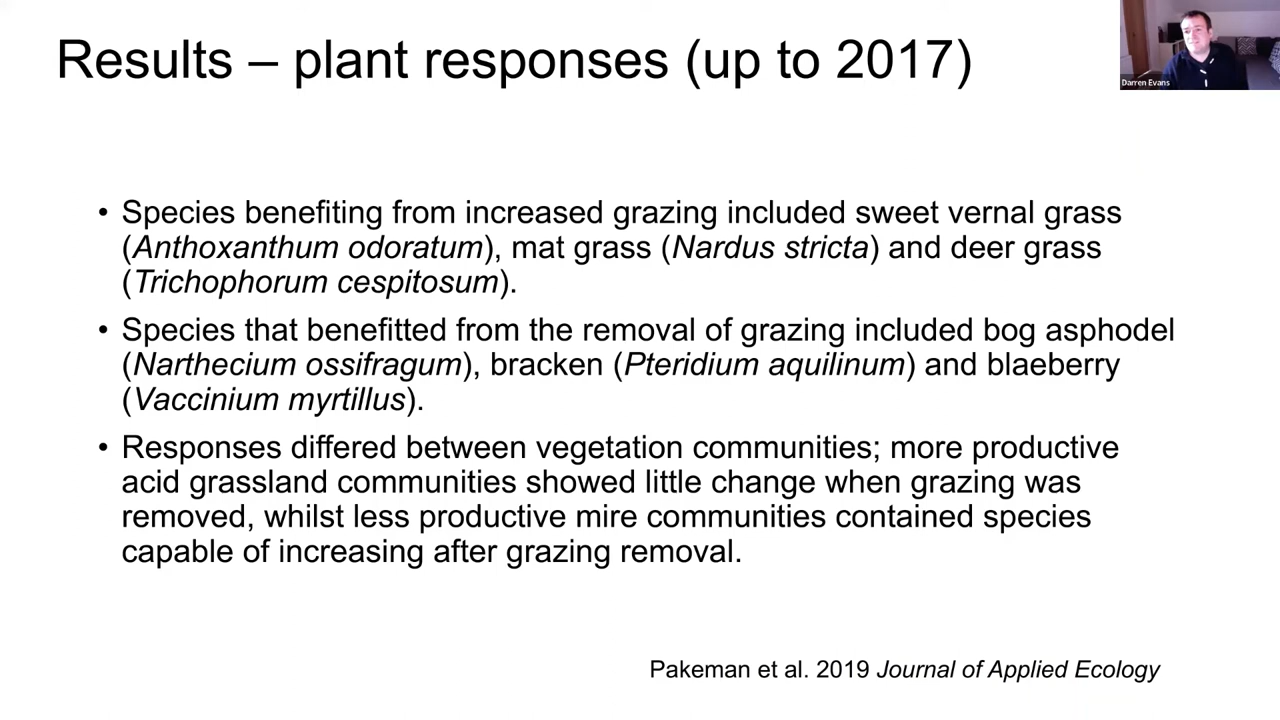 Results – plant responses (up to 2017)
Darren Evans
• Species benefiting from increased grazing included sweet vernal grass
(Anthoxanthum odoratum), mat grass (Nardus stricta) and deer grass
(Trichophorum cespitosum).
• Species that benefitted from the removal of grazing included bog asphodel
(Narthecium ossifragum), bracken (Pteridium aquilinum) and blaeberry
(Vaccinium myrtillus).
• Responses differed between vegetation communities; more productive
acid grassland communities showed little change when grazing was
removed, whilst less productive mire communities contained species
capable of increasing after grazing removal.
Pakeman et al. 2019 Journal of Applied Ecology